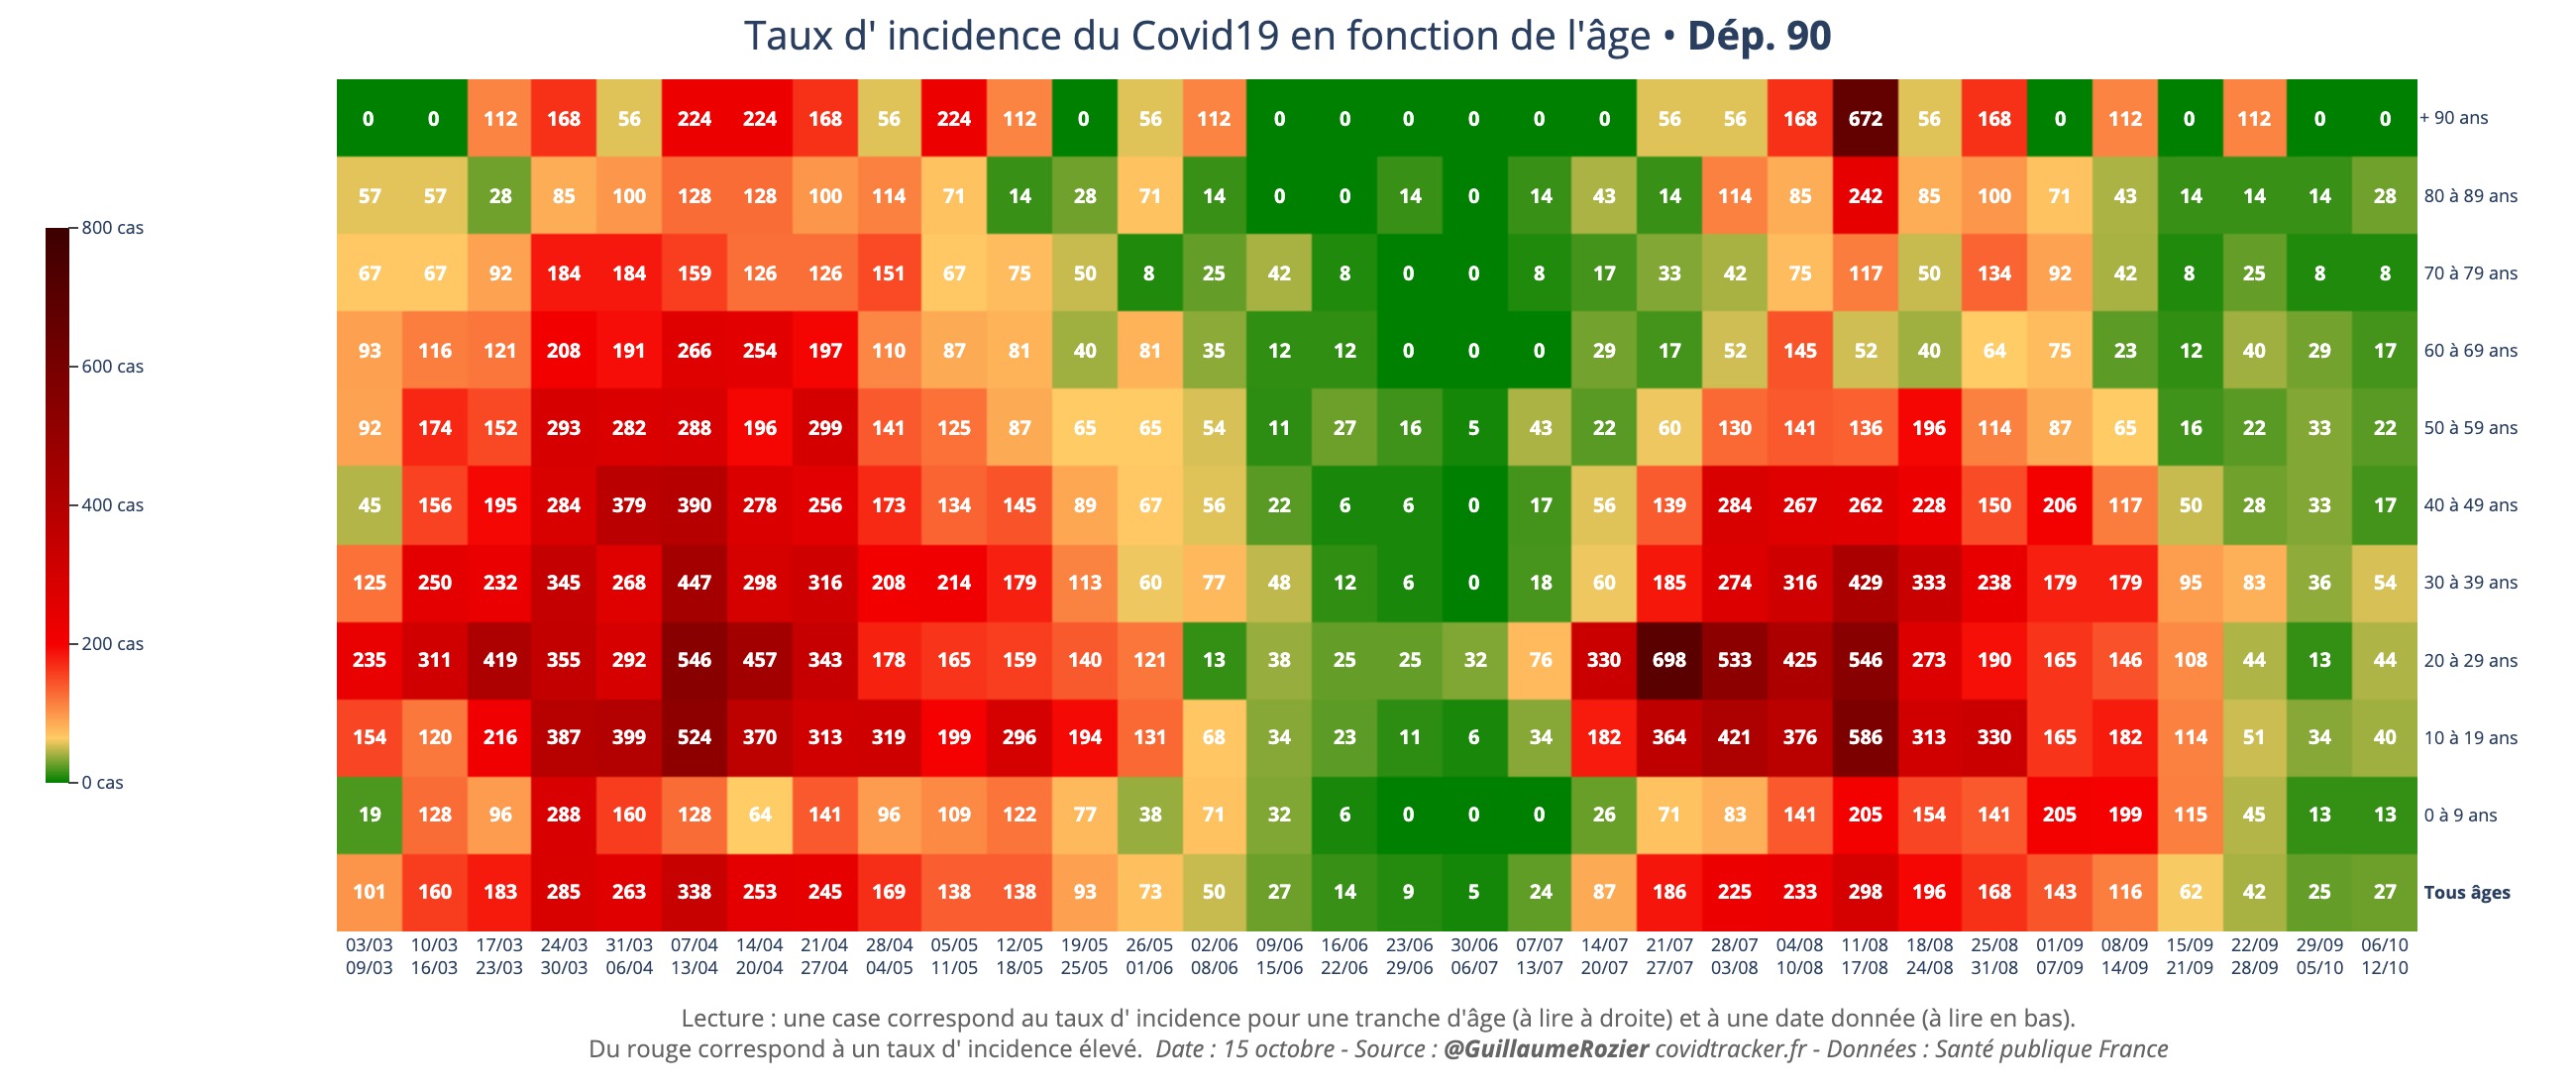 Taux d' incidence du Covid19 en fonction de l'âge • Dép. 90
0 0 112 168 56 224 224 168 56 224 112 0 56 112 0 0 0 0 0 0 56 56 168 672 56 168 0 112 0 112 0 0 + 90 ans
57 57 28 85 100 128 128 100 114 71 14 28 71 14 0 0 14 0 14 43 14 114 85 242 85 100 71 43 14 14 14 28 80 à 89 ans
800 cas
67 67 92 184 184 159 126 126 151 67 75 50 8 25 42 8 0 0 8 17 33 42 75 117 50 134 92 42 8 25 8 8 70 à 79 ans
93 116 121 208 191 266 254 197 110 87 81 40 81 35 12 12 0 0 0 29 17 52 145 52 40 64 75 23 12 40 29 17 60 à 69 ans
600 cas
92 174 152 293 282 288 196 299 141 125 87 65 65 54 11 27 16 5 43 22 60 130 141 136 196 114 87 65 16 22 33 22 50 à 59 ans
400 cas
45 156 195 284 379 390 278 256 173 134 145 89 67 56 22 6 6 0 17 56 139 284 267 262 228 150 206 117 50 28 33 17 40 à 49 ans
125 250 232 345 268 447 298 316 208 214 179 113 60 77 48 12 6 0 18 60 185 274 316 429 333 238 179 179 95 83 36 54 30 à 39 ans
200 cas
235 311 419 355 292 546 457 343 178 165 159 140 121 13 38 25 25 32 76 330 698 533 425 546 273 190 165 146 108 44 13 44 20 à 29 ans
154 120 216 387 399 524 370 313 319 199 296 194 131 68 34 23 11 6 34 182 364 421 376 586 313 330 165 182 114 51 34 40 10 à 19 ans
0 cas
19 128 96 288 160 128 64 141 96 109 122 77 38 71 32 6 0 0 0 26 71 83 141 205 154 141 205 199 115 45 13 13 0 à 9 ans
101 160 183 285 263 338 253 245 169 138 138 93 73 50 27 14 9 5 24 87 186 225 233 298 196 168 143 116 62 42 25 27 Tous âges
03/03 10/03 17/03 24/03 31/03 07/04 14/04 21/04 28/04 05/05 12/05 19/05 26/05 02/06 09/06 16/06 23/06 30/06 07/07 14/07 21/07 28/07 04/08 11/08 18/08 25/08 01/09 08/09 15/09 22/09 29/09 06/10
09/03 16/03 23/03 30/03 06/04 13/04 20/04 27/04 04/05 11/05 18/05 25/05 01/06 08/06 15/06 22/06 29/06 06/07 13/07 20/07 27/07 03/08 10/08 17/08 24/08 31/08 07/09 14/09 21/09 28/09 05/10 12/10
Lecture : une case correspond au taux d' incidence pour une tranche d'âge (à lire à droite) et à une date donnée (à lire en bas).
Du rouge correspond à un taux d' incidence élevé. Date : 15 octobre - Source : @GuillaumeRozier covidtracker.fr - Données : Santé publique France